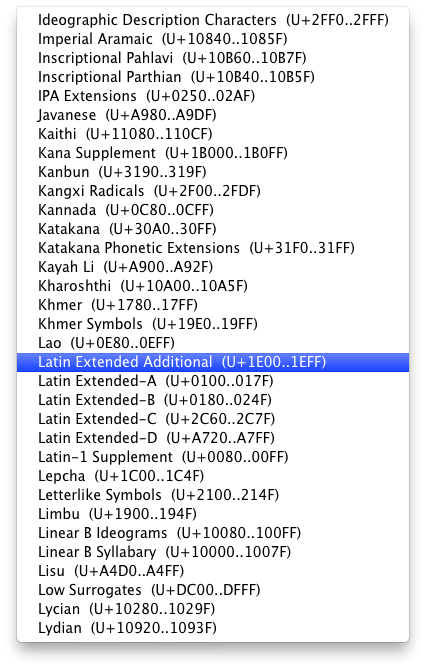 Ideographic Description Characters (U+2FF0..2FFF)
Imperial Aramaic (U+10840..1085F)
Inscriptional Pahlavi (U+10B60..10B7F)
Inscriptional Parthian (U+10B40..10B5F)
IPA Extensions (U+0250..02AF)
Javanese (U+A980..A9DF)
Kaithi (U+11080..110CF)
Kana Supplement (U+1B000..1B0FF)
Kanbun (U+3190..319F)
Kangxi Radicals (U+2F00..2FDF)
Kannada (U+0C80..0CFF)
Katakana (U+30A0..30FF)
Katakana Phonetic Extensions (U+31F0..31FF)
Kayah Li (U+A900..A92F)
Kharoshthi (U+10A00..10A5F)
Khmer (U+1780..17FF)
Khmer Symbols (U+19E0..19FF)
Lao (U+0E80..0EFF)
Latin Extended Additional (U+1E00..1EFF)
Latin Extended-A (U+0100..017F)
Latin Extended-B (U+0180..024F)
Latin Extended-C (U+2C60..2C7F)
Latin Extended-D (U+A720..A7FF)
Latin-1 Supplement (U+0080..00FF)
Lepcha (U+1C00..1C4F)
Letterlike Symbols (U+2100..214F)
Limbu (U+1900..194F)
Linear B Ideograms (U+10080..100FF)
Linear B Syllabary (U+10000..1007F)
Lisu (U+A4D0..A4FF)
Low Surrogates (U+DC00..DFFF)
Lycian (U+10280..1029F)
Lydian (U+10920..1093F)